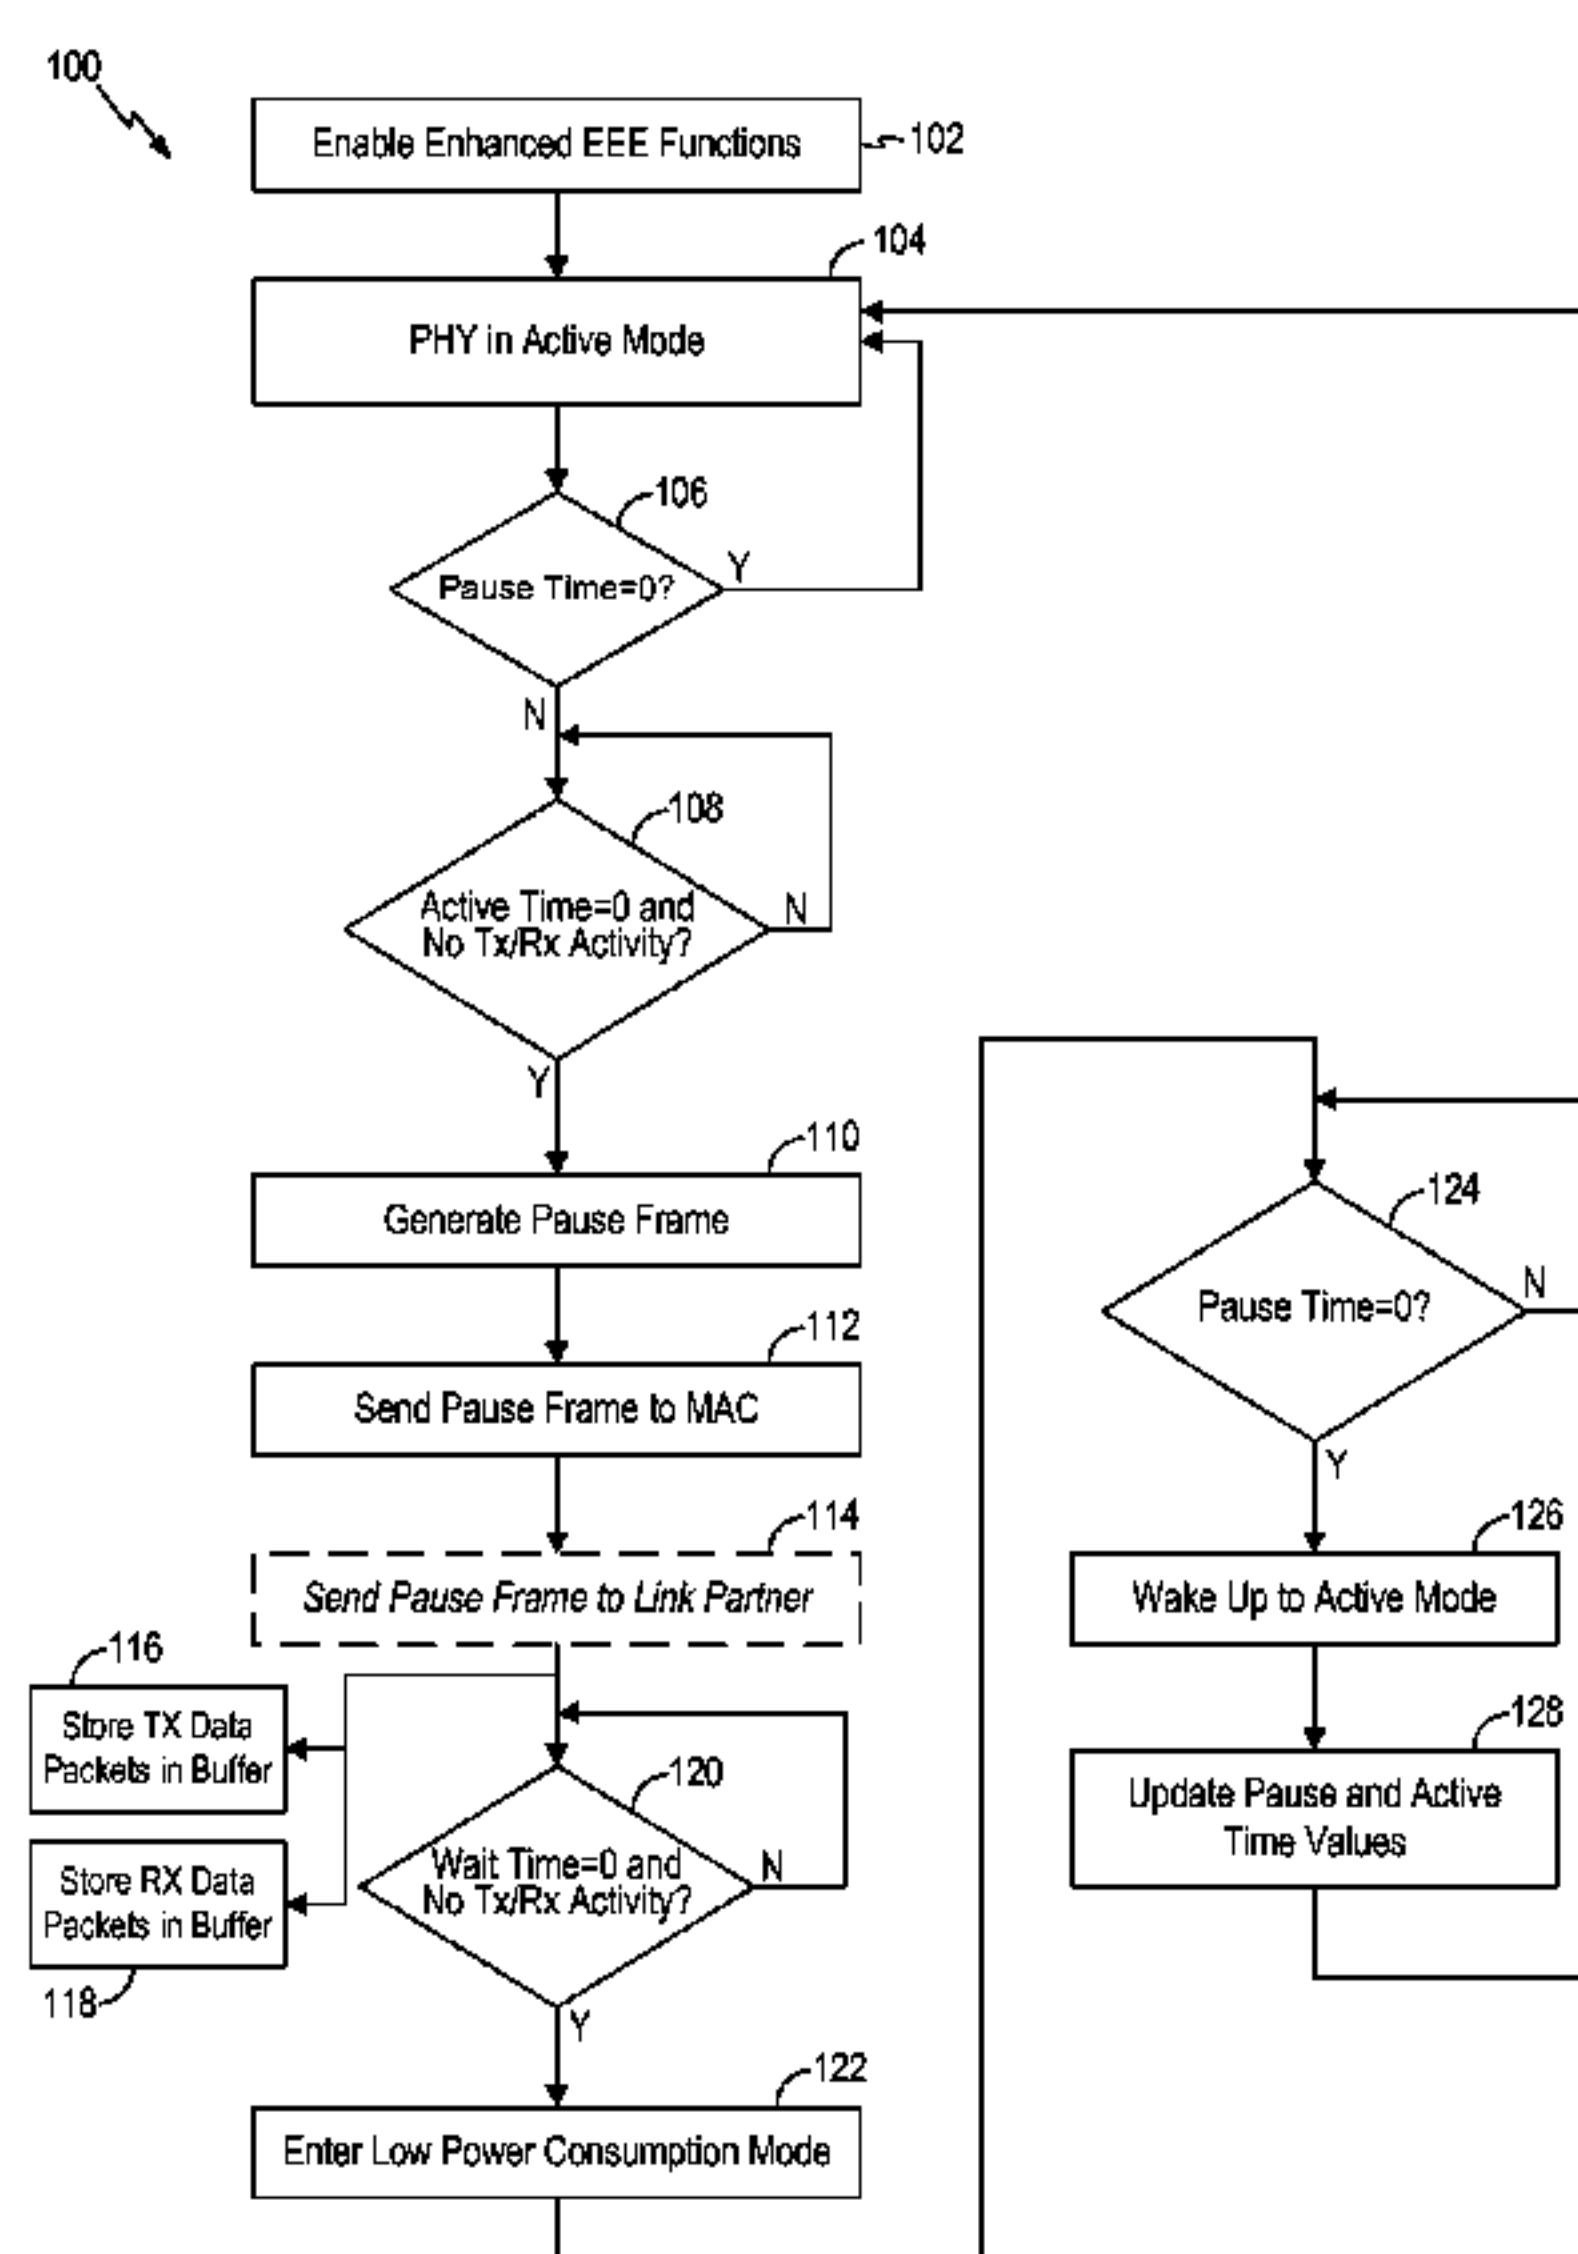 100
Enable Enhanced EEE Functions
102
104
PHY in Active Mode
106
Pause Time=0?
Y
N
108
Active Time=0 and
No Tx/Rx Activity?
N
Y
110
Generate Pause Frame
112
Send Pause Frame to MAC
114
Send Pause Frame to Link Partner
116
Store TX Data
Packets in Buffer
Store RX Data
Packets in Buffer
118
120
Wait Time=0 and
No Tx/Rx Activity?
N
Y
122
Enter Low Power Consumption Mode
124
Pause Time=0?
N
Y
126
Wake Up to Active Mode
128
Update Pause and Active
Time Values